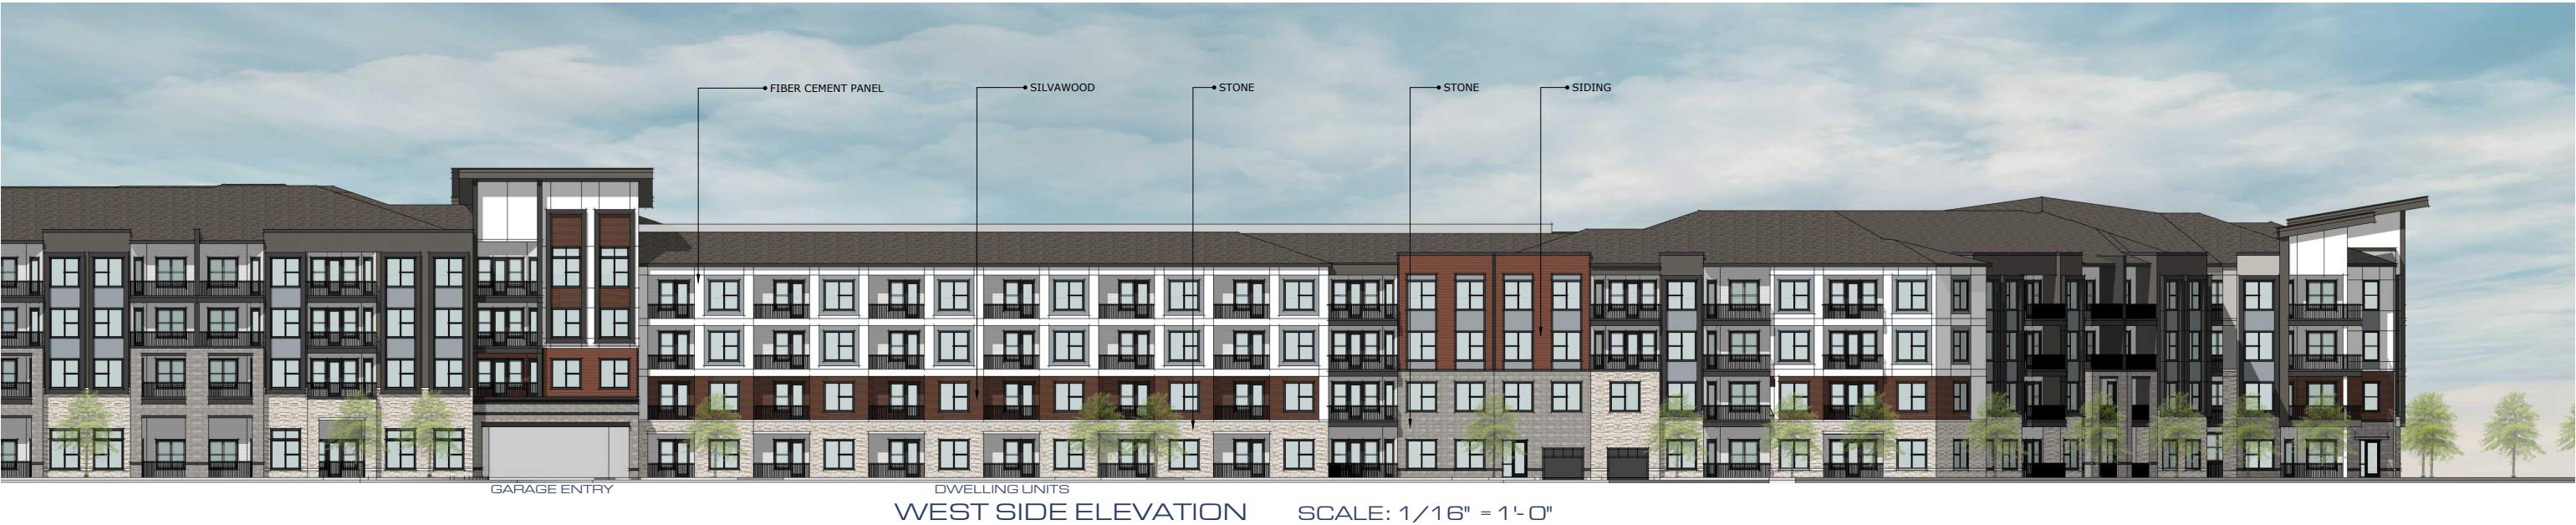 FIBER CEMENT PANEL
SILVAWOOD
STONE
STONE
SIDING
GARAGE ENTRY
DWELLING UNITS
WEST SIDE ELEVATION SCALE: 1/16" = 1'-0"